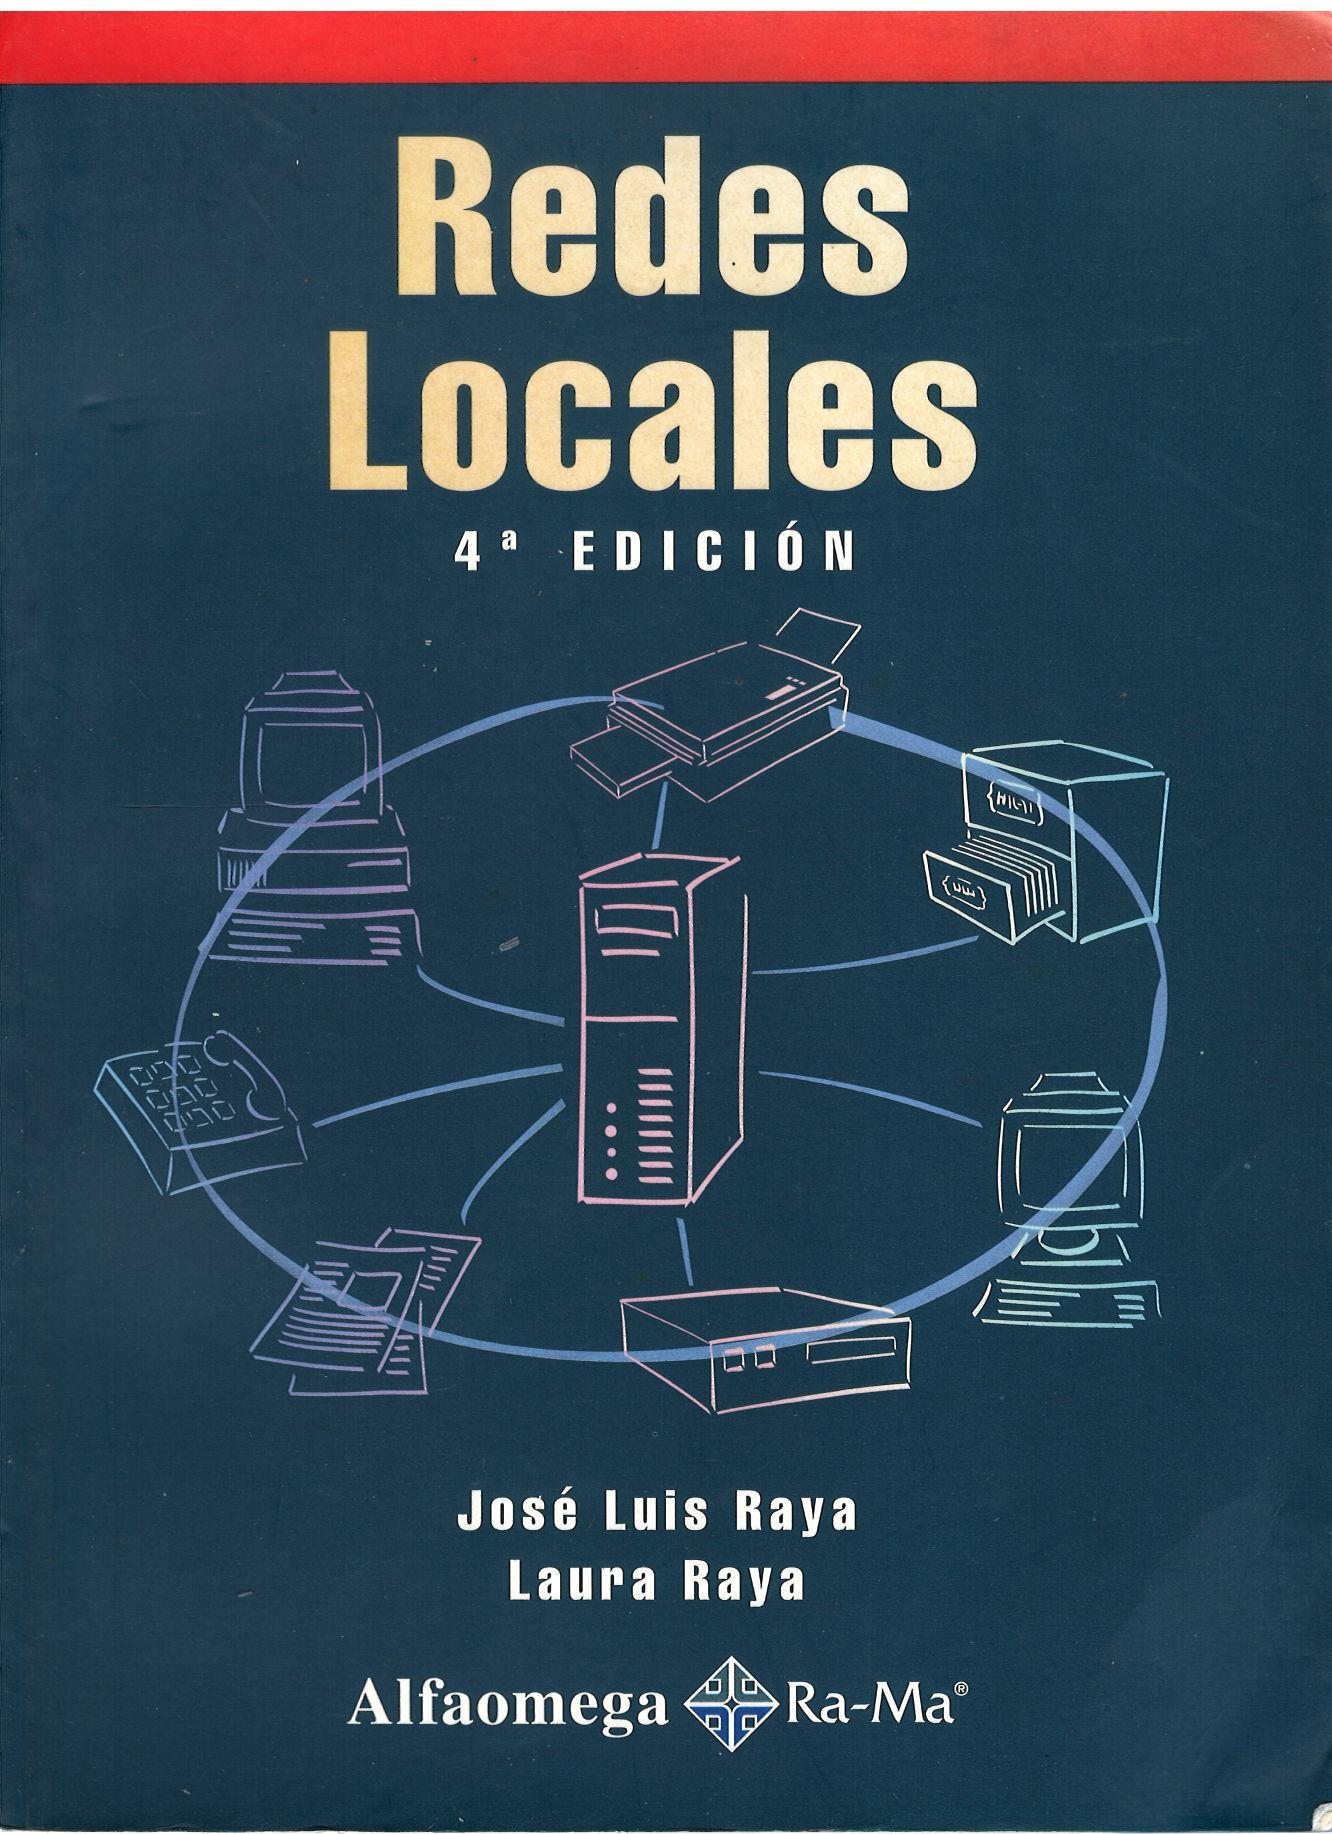 Redes
Locales
4ª EDICIÓN
José Luis Raya
Laura Raya
Alfaomega Ra-Ma®